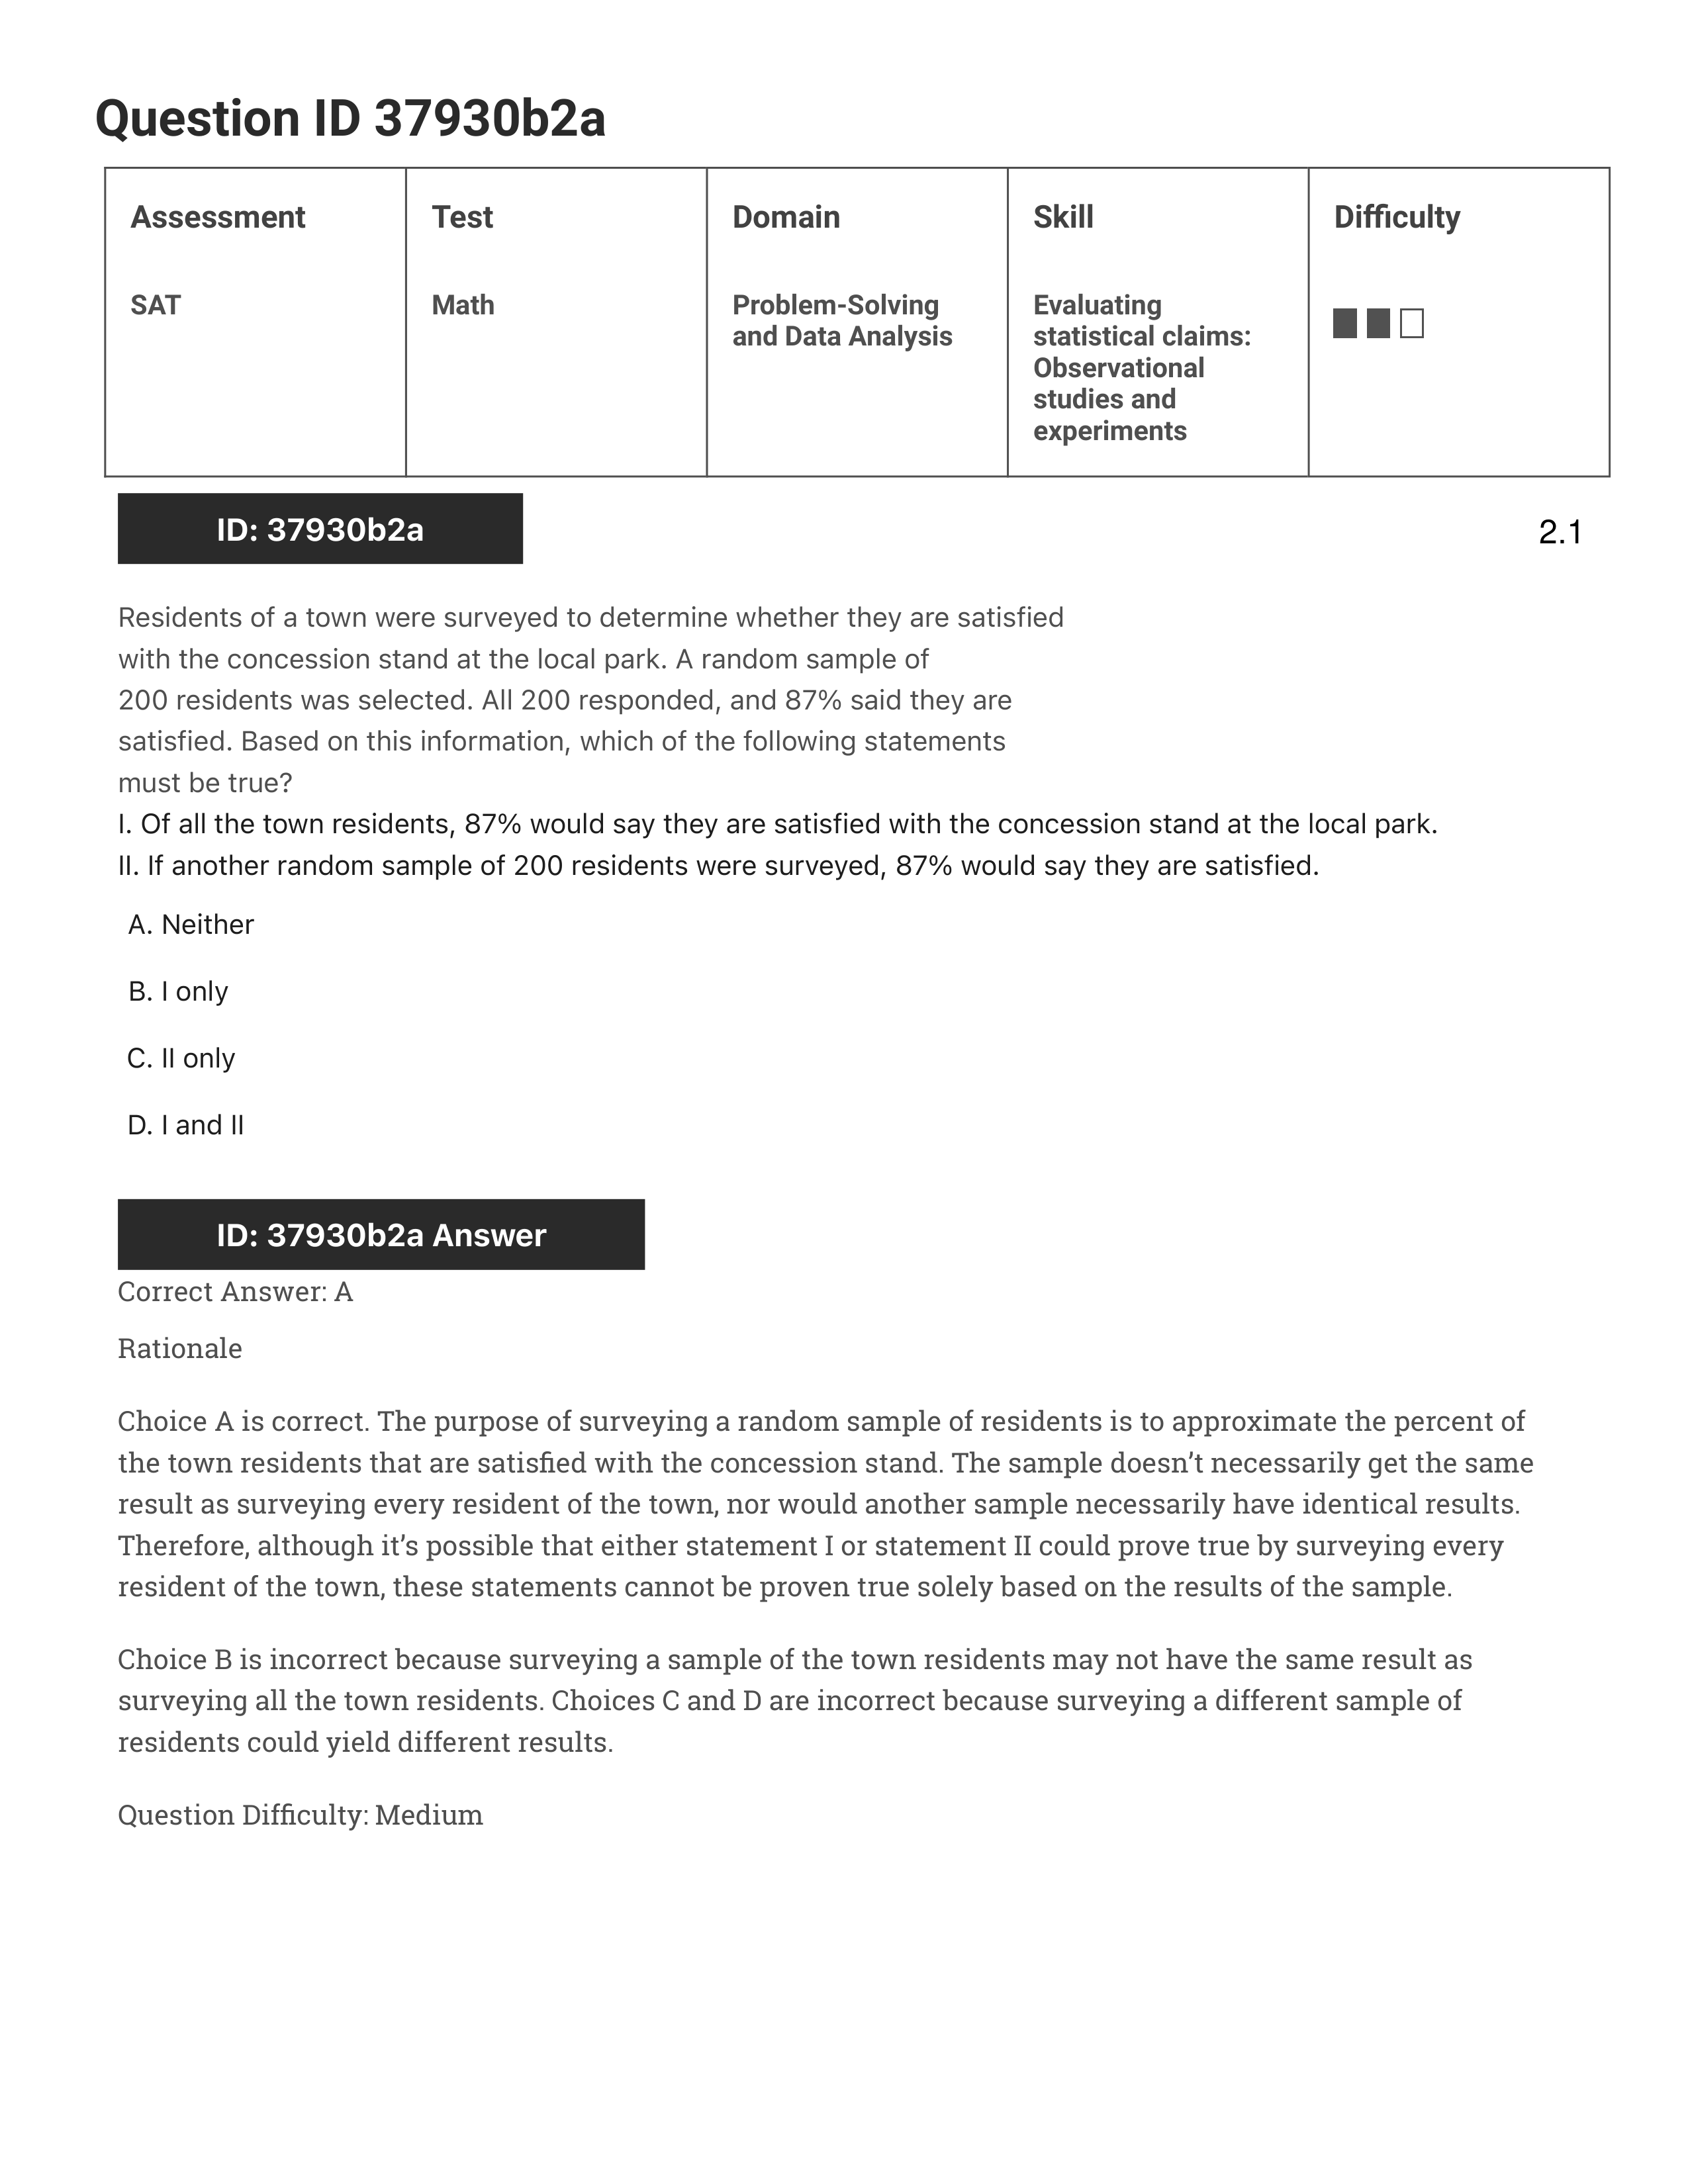 Question ID 37930b2a
Assessment
Test
Domain
Skill
Difficulty
SAT
Math
Problem-Solving
and Data Analysis
Evaluating
statistical claims:
Observational
studies and
experiments
ID: 37930b2a
2.1
Residents of a town were surveyed to determine whether they are satisfied
with the concession stand at the local park. A random sample of
200 residents was selected. All 200 responded, and 87% said they are
satisfied. Based on this information, which of the following statements
must be true?
I. Of all the town residents, 87% would say they are satisfied with the concession stand at the local park.
II. If another random sample of 200 residents were surveyed, 87% would say they are satisfied.
A. Neither
B. I only
C. II only
D. I and II
ID: 37930b2a Answer
Correct Answer: A
Rationale
Choice A is correct. The purpose of surveying a random sample of residents is to approximate the percent of
the town residents that are satisfied with the concession stand. The sample doesn’t necessarily get the same
result as surveying every resident of the town, nor would another sample necessarily have identical results.
Therefore, although it’s possible that either statement I or statement II could prove true by surveying every
resident of the town, these statements cannot be proven true solely based on the results of the sample.
Choice B is incorrect because surveying a sample of the town residents may not have the same result as
surveying all the town residents. Choices C and D are incorrect because surveying a different sample of
residents could yield different results.
Question Difficulty: Medium